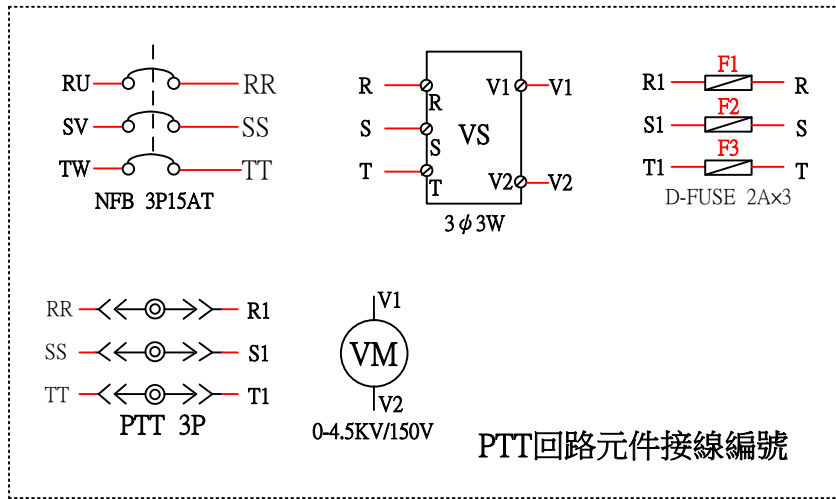 RU RR
SV SS
TW TT
NFB 3P15AT
R R V1 V1
S S VS
T T V2 V2
3φ3W
F1
R1 R
F2
S1 S
F3
T1 T
D-FUSE 2A×3
RR R1
SS S1
TT T1
PTT 3P
V1
VM
V2
0-4.5KV/150V
PTT回路元件接線編號